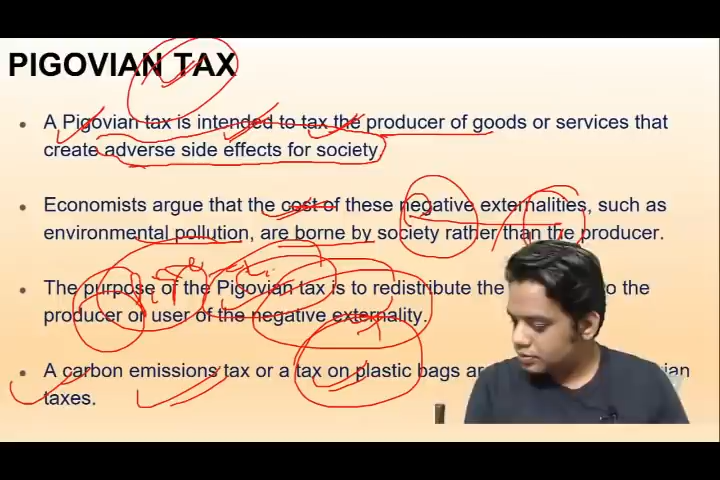 PIGOVIAN TAX
A Pigovian tax is intended to tax the producer of goods or services that
create adverse side effects for society
Economists argue that the cost of these negative externalities, such as
environmental pollution, are borne by society rather than the producer.
The purpose of the Pigovian tax is to redistribute the to the
producer or user of the negative externality.
A carbon emissions tax or a tax on plastic bags
taxes.